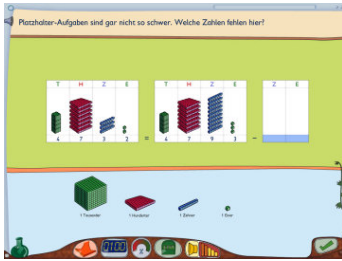 Platzhalter-Aufgaben sind gar nicht so schwer. Welche Zahlen fehlen hier?
T H Z E T H Z E Z E
4 7 3 2 = 4 7 9 3 –
1 Tausender 1 Hunderter 1 Zehner 1 Einer